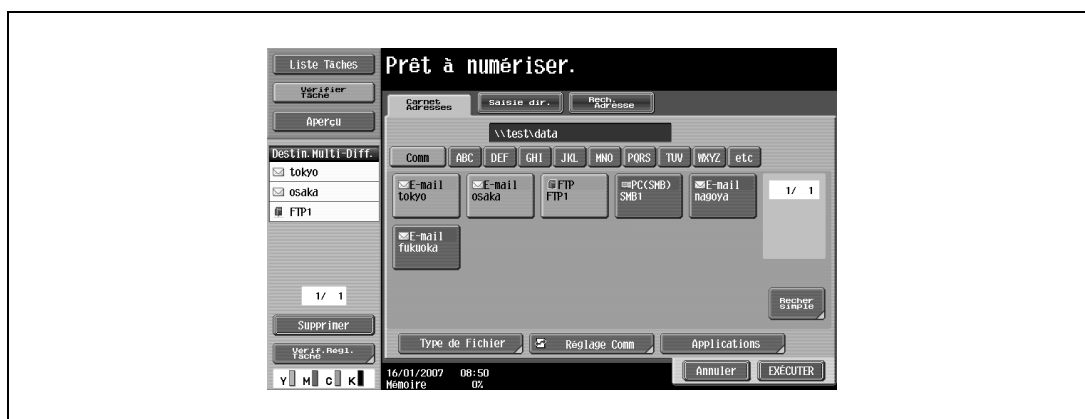 Liste Tâches
Vérifier
Tâche
Aperçu
Destin.Multi-Diff.
tokyo
osaka
FTP1
1/ 1
Supprimer
Vérif.Régl.
Tâche
Y M C K
Prêt à numériser.
Carnet
Adresses
Saisie dir.
Rech.
Adresse
\\test\data
Comm ABC DEF GHI JKL MNO PQRS TUV WXYZ etc
E-mail
tokyo
E-mail
osaka
FTP
FTP1
PC(SMB)
SMB1
E-mail
nagoya
1/ 1
E-mail
fukuoka
Recher
simple
Type de Fichier
Réglage Comm
Applications
16/01/2007 08:50
Mémoire 0%
Annuler
EXÉCUTER